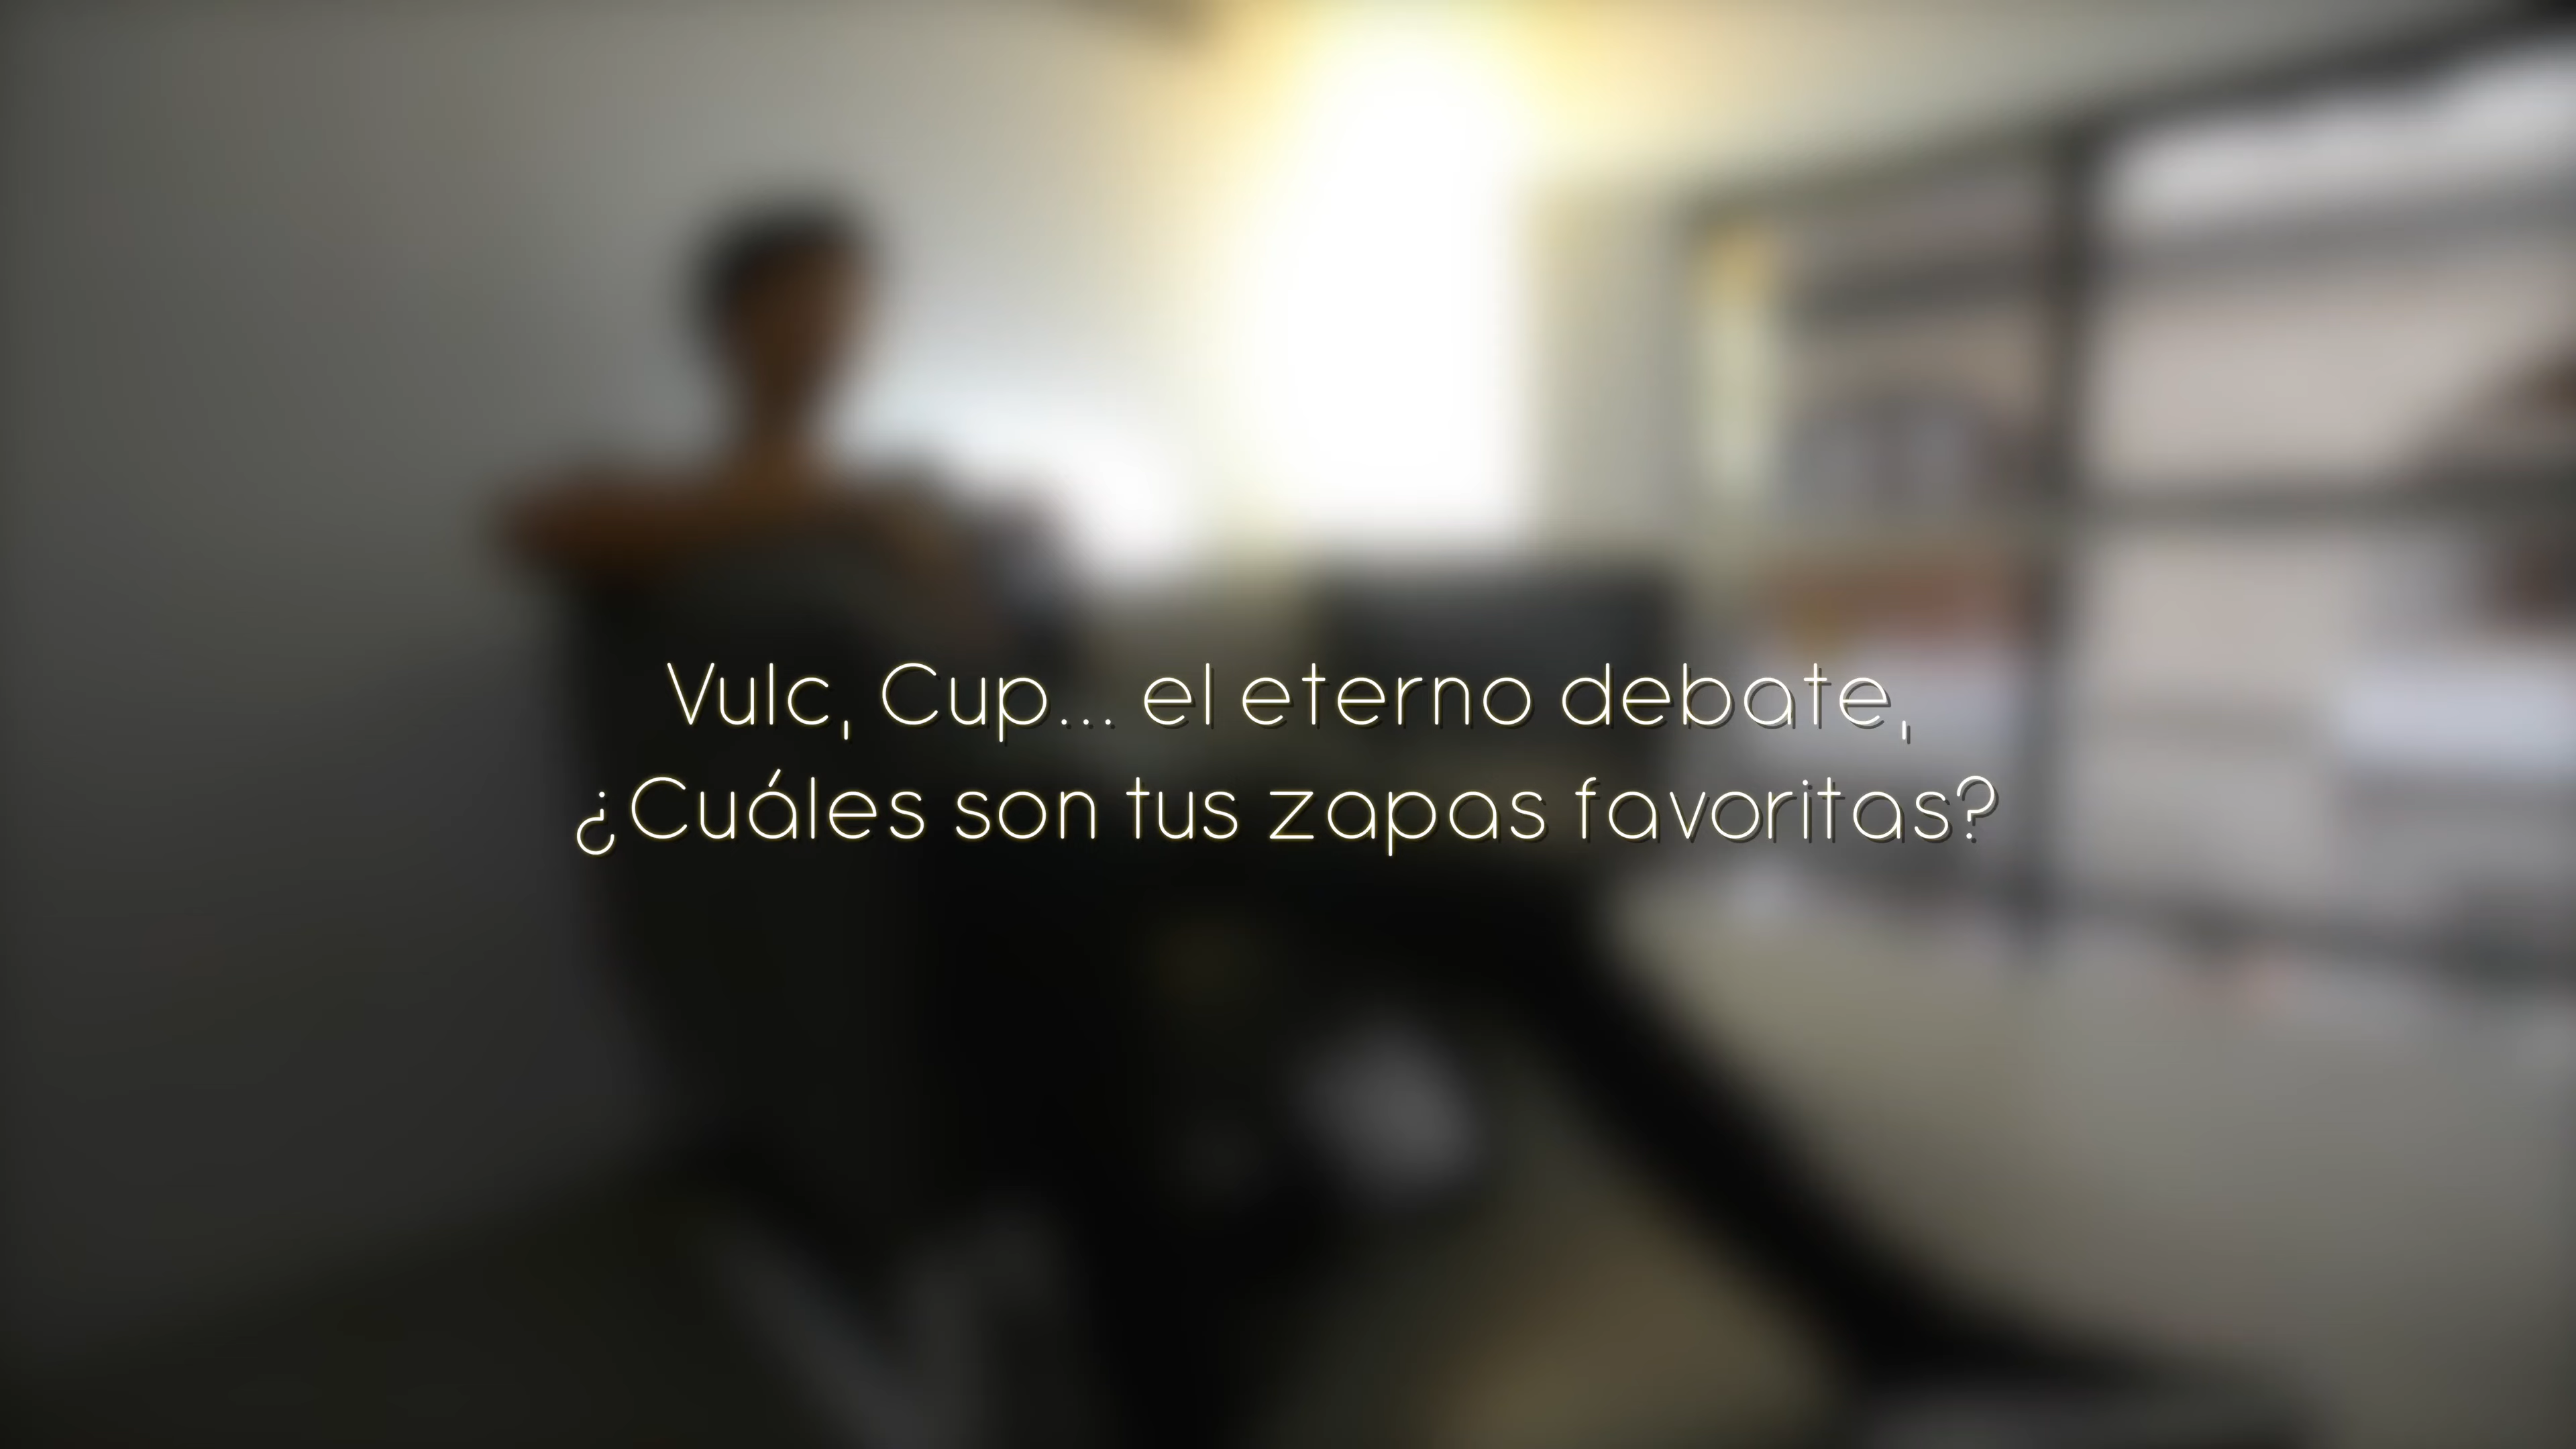 Vulc, Cup... el eterno debate,
¿Cuáles son tus zapas favoritas?